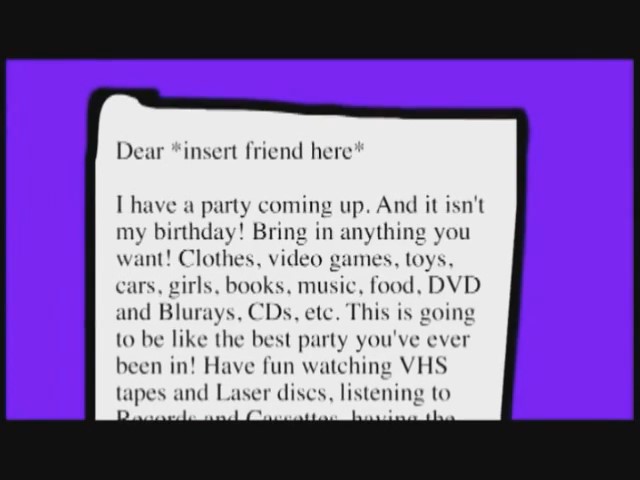 Dear *insert friend here*
I have a party coming up. And it isn't
my birthday! Bring in anything you
want! Clothes, video games, toys,
cars, girls, books, music, food, DVD
and Blurays, CDs, etc. This is going
to be like the best party you've ever
been in! Have fun watching VHS
tapes and Laser discs, listening to
Records and Cassettes, having the